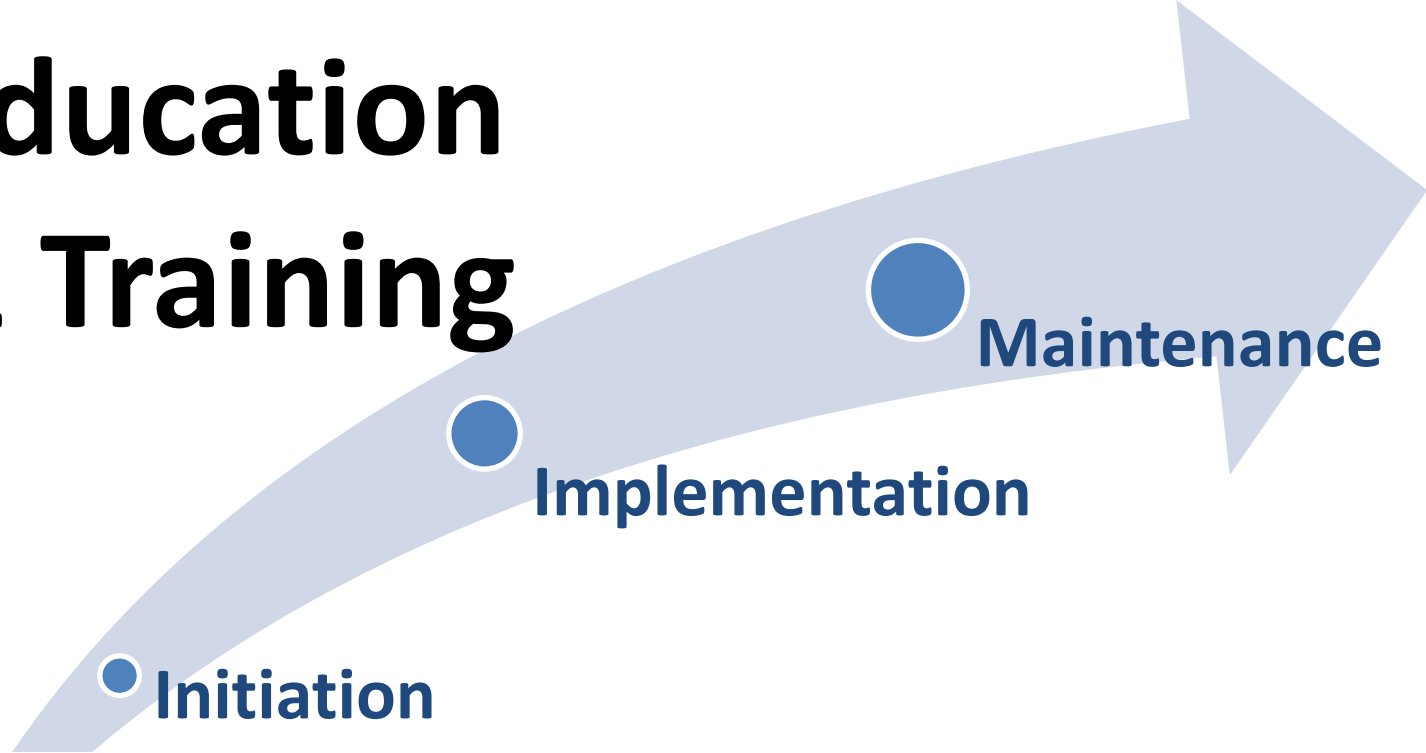 ducation
Training
Maintenance
Implementation
Initiation